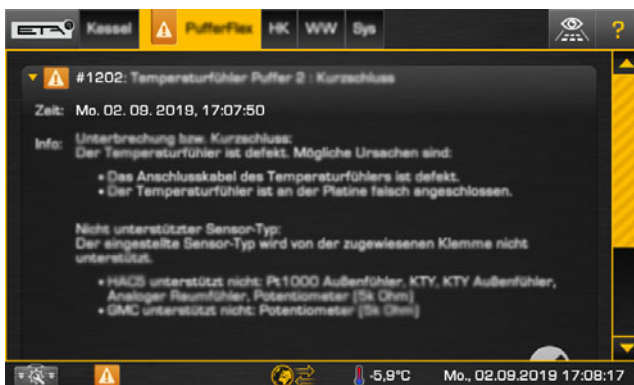 ETA Kessel PufferFlex HK WW Sys ?
#1202: Temperaturfühler Puffer 2 : Kurzschluss
Zeit: Mo. 02. 09. 2019, 17:07:50
Info: Unterbrechung bzw. Kurzschluss:
Der Temperaturfühler ist defekt. Mögliche Ursachen sind:
• Das Anschlusskabel des Temperaturfühlers ist defekt.
• Der Temperaturfühler ist an der Platine falsch angeschlossen.
Nicht unterstützter Sensor-Typ:
Der eingestellte Sensor-Typ wird von der zugewiesenen Klemme nicht
unterstützt.
• HAC5 unterstützt nicht: Pt1000 Außenfühler, KTY, KTY Außenfühler,
Analoger Raumfühler, Potentiometer (5k Ohm)
• GMC unterstützt nicht: Potentiometer (5k Ohm)
-5,9°C Mo., 02.09.2019 17:08:17